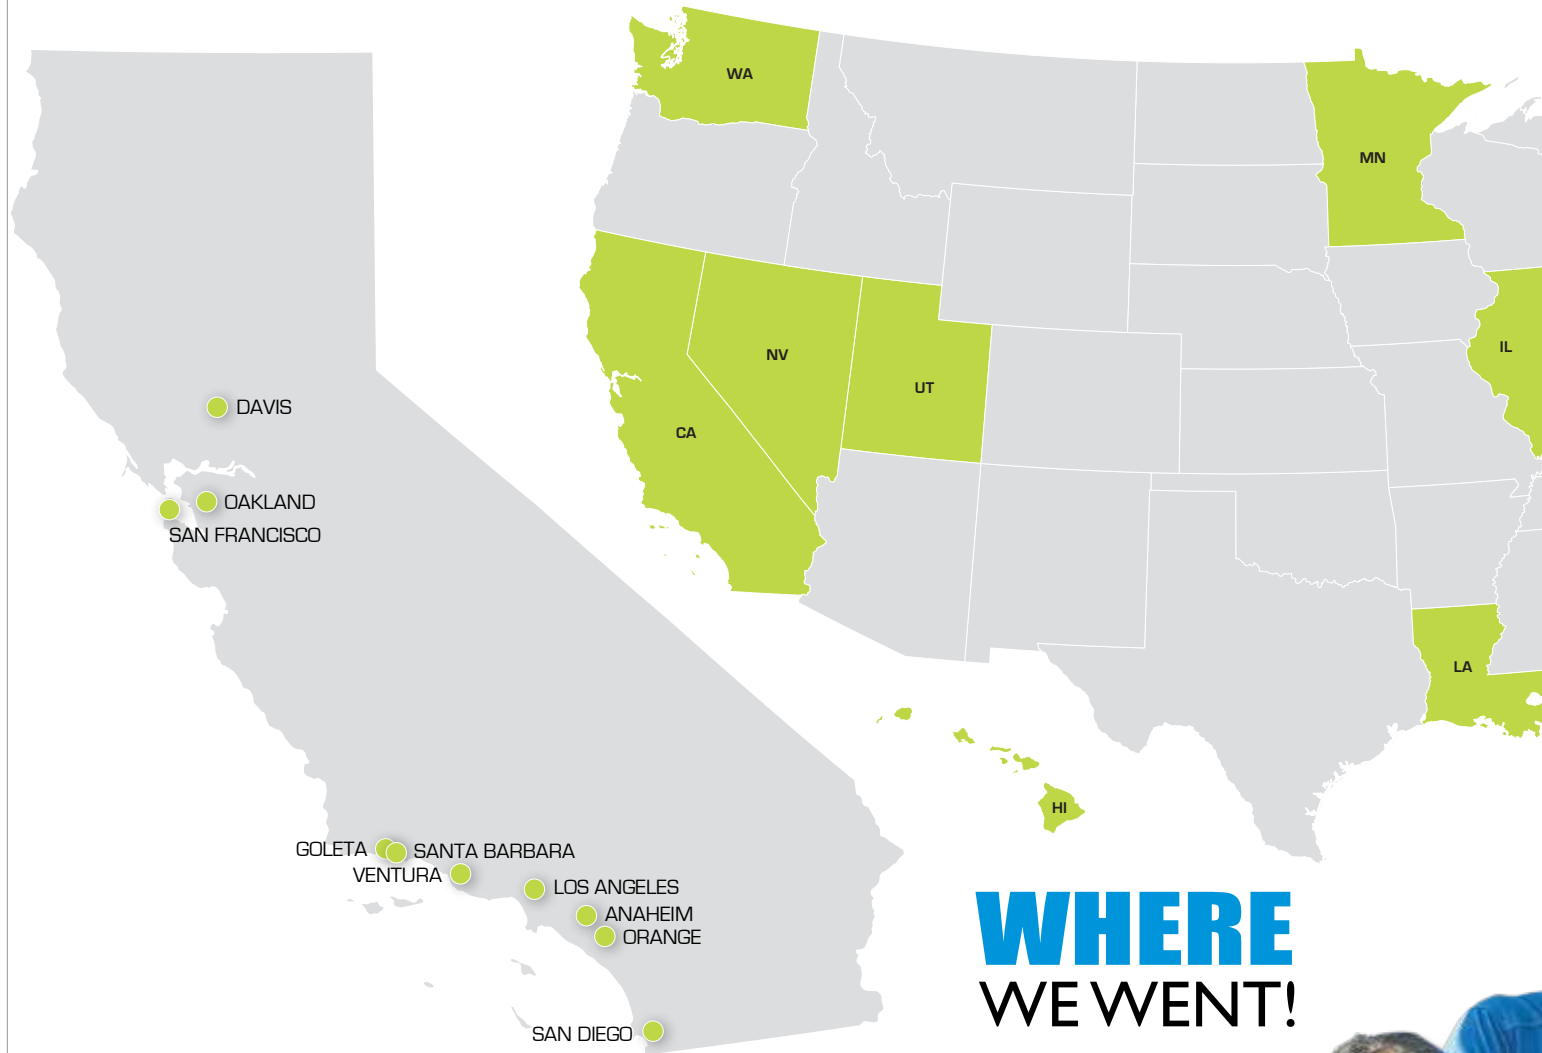 WA
MN
NV
UT
IL
CA
LA
HI
DAVIS
OAKLAND
SAN FRANCISCO
GOLETA
SANTA BARBARA
VENTURA
LOS ANGELES
ANAHEIM
ORANGE
SAN DIEGO
WHERE
WE WENT!